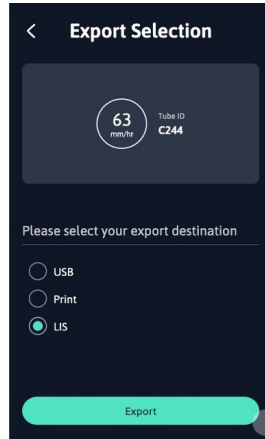 Export Selection
63
mm/hr
Tube ID
C244
Please select your export destination
USB
Print
LIS
Export